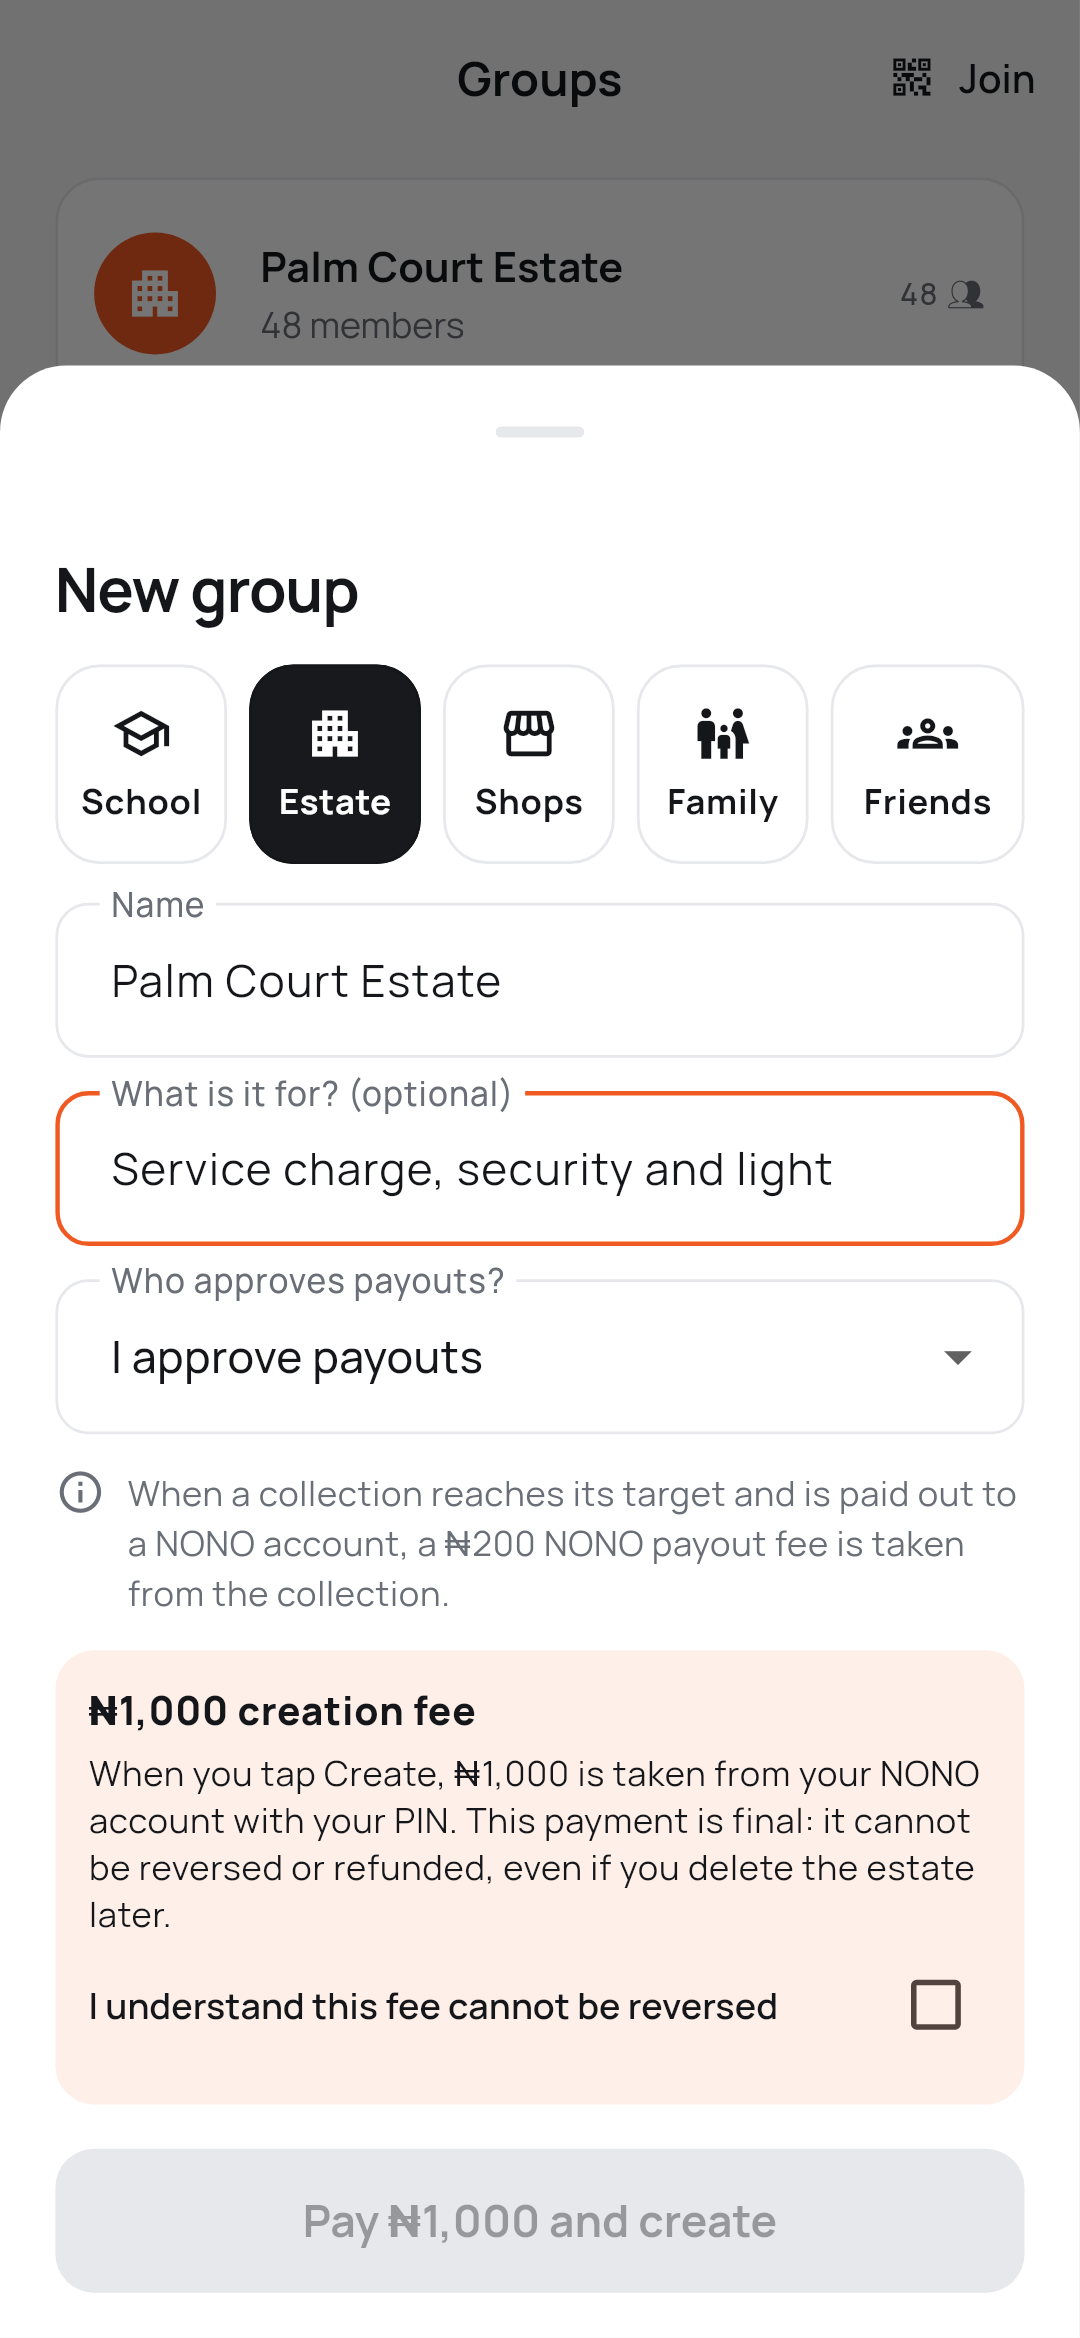 Groups
Join
Palm Court Estate
48 members
48
New group
School
Estate
Shops
Family
Friends
Name
Palm Court Estate
What is it for? (optional)
Service charge, security and light
Who approves payouts?
I approve payouts
When a collection reaches its target and is paid out to
a NONO account, a ₦200 NONO payout fee is taken
from the collection.
₦1,000 creation fee
When you tap Create, ₦1,000 is taken from your NONO
account with your PIN. This payment is final: it cannot
be reversed or refunded, even if you delete the estate
later.
I understand this fee cannot be reversed
Pay ₦1,000 and create